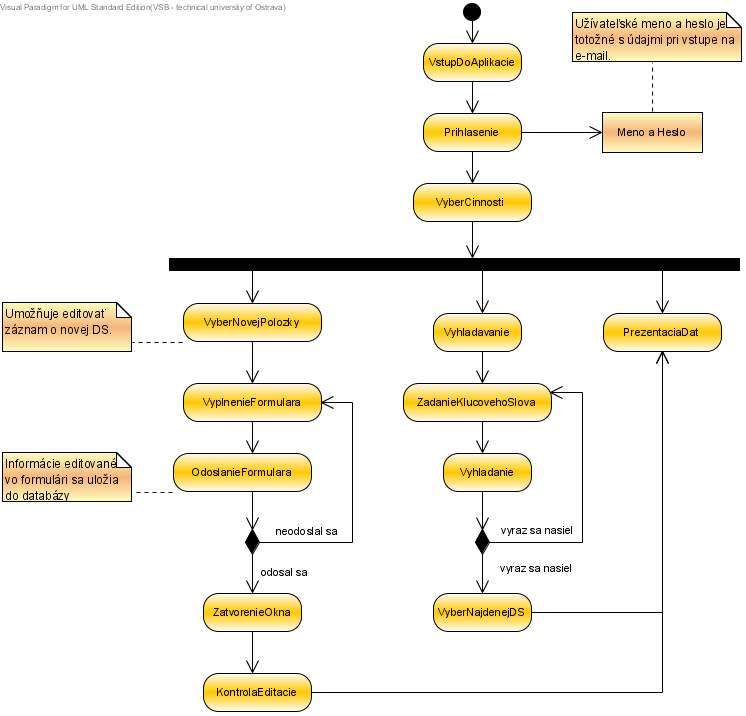 Visual Paradigm for UML Standard Edition(VSB - technical university of Ostrava)
Užívateľské meno a heslo je
totožné s údajmi pri vstupe na
e-mail.
VstupDoAplikacie
Prihlasenie
Meno a Heslo
VyberCinnosti
Umožňuje editovať
záznam o novej DS.
VyberNovejPolozky
Vyhladavanie
PrezentaciaDat
VyplnenieFormulara
ZadanieKlucovehoSlova
Informácie editované
vo formulári sa uložia
do databázy
OdoslanieFormulara
Vyhladanie
neodoslal sa
vyraz sa nasiel
odosal sa
vyraz sa nasiel
ZatvorenieOkna
VyberNajdenejDS
KontrolaEditacie